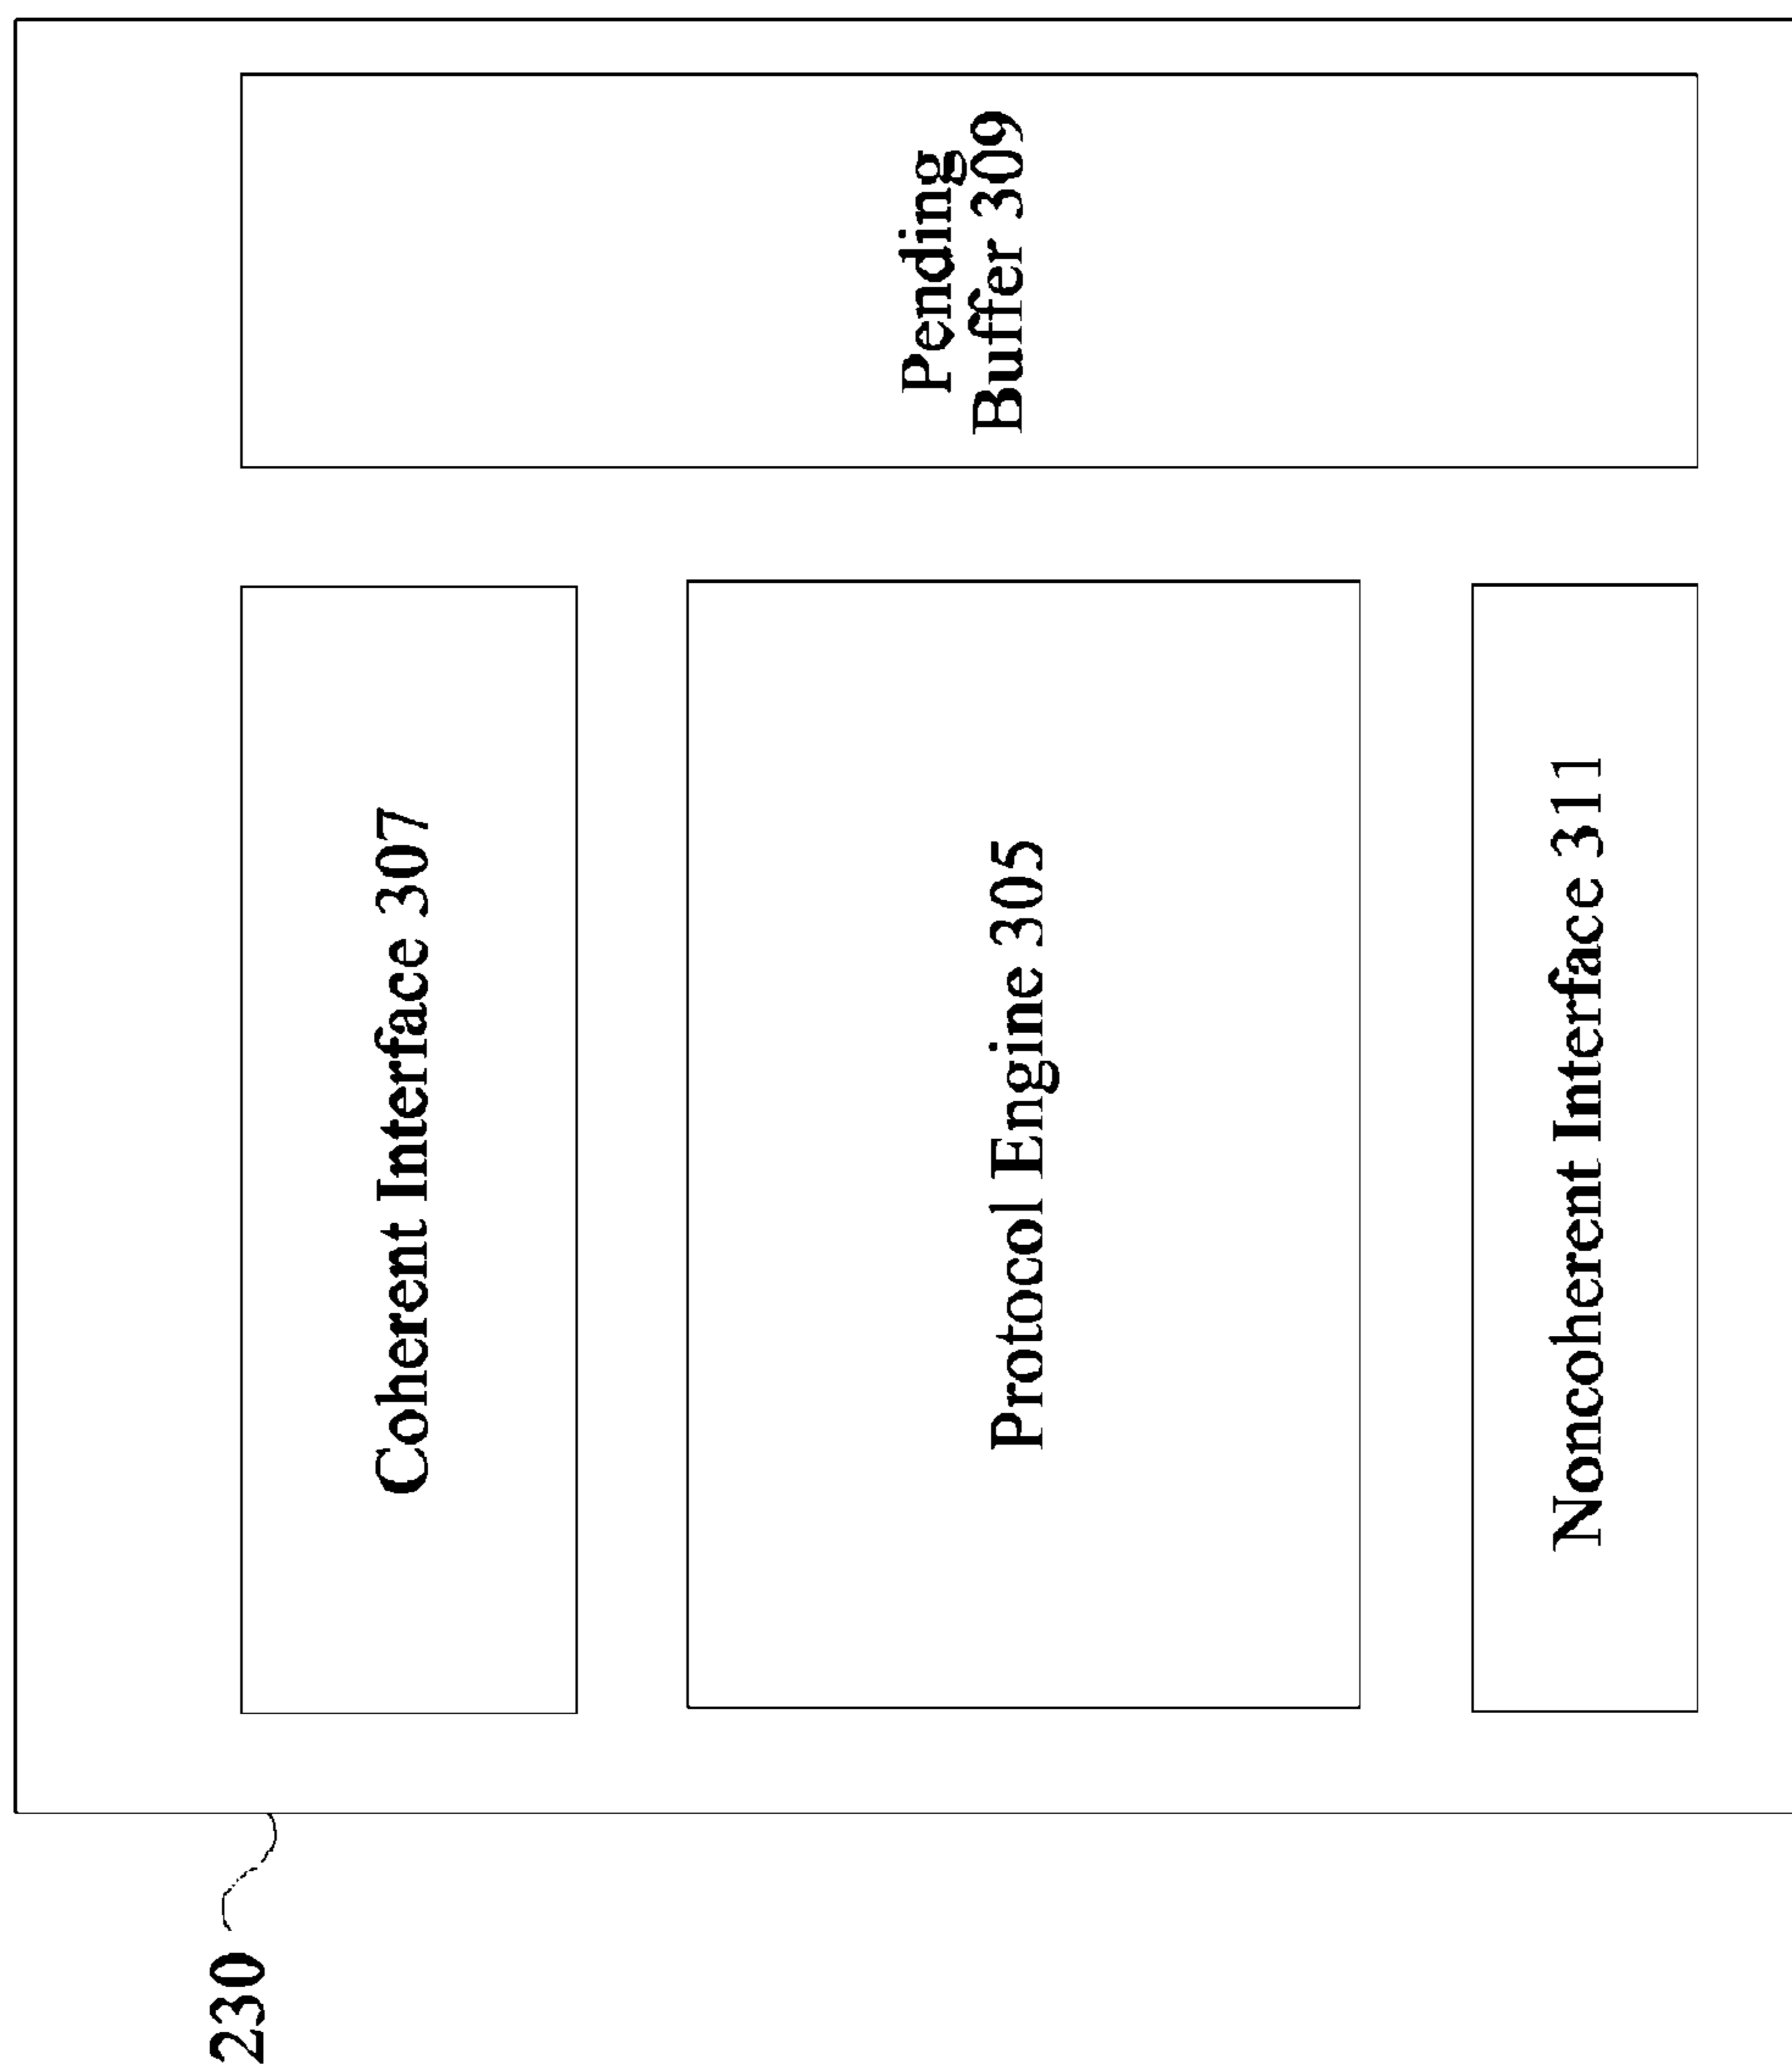 230
Coherent Interface 307
Protocol Engine 305
Noncoherent Interface 311
Pending
Buffer 309